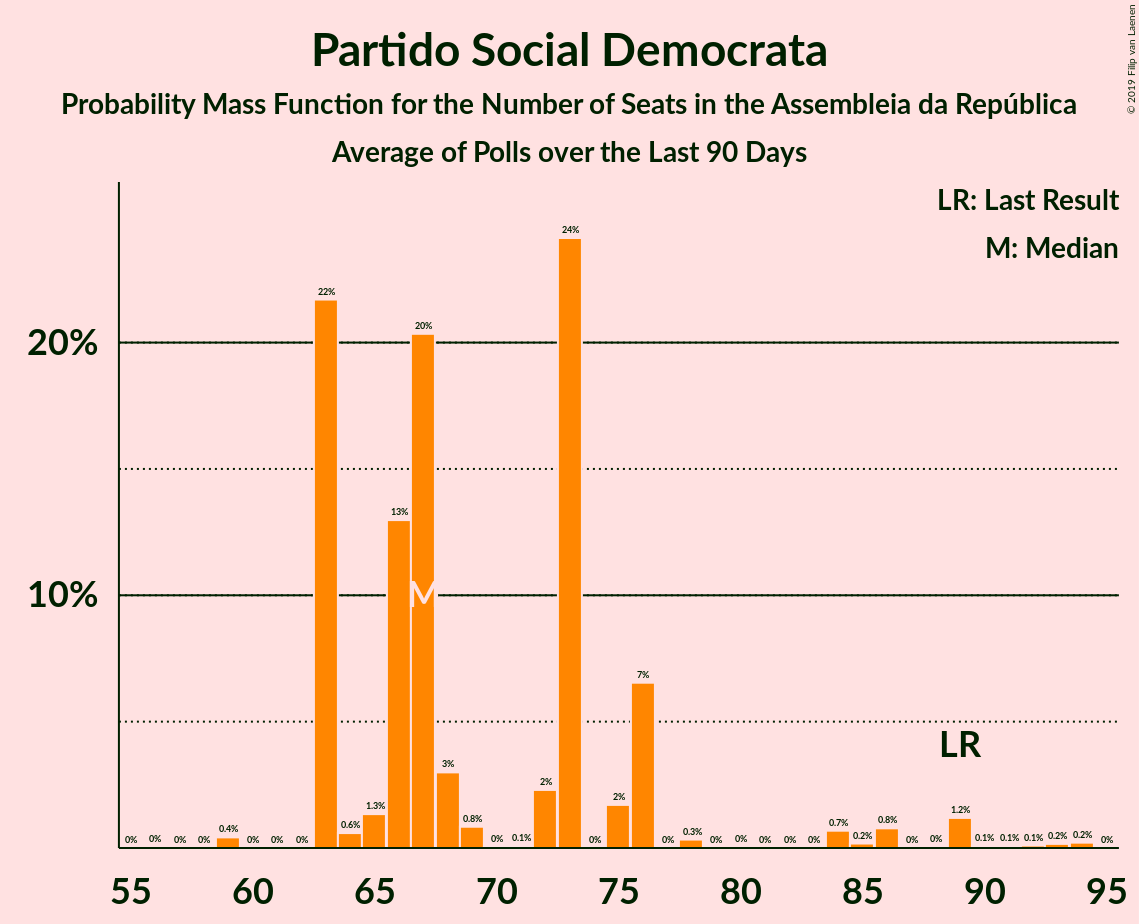 Partido Social Democrata
Probability Mass Function for the Number of Seats in the Assembleia da República
Average of Polls over the Last 90 Days
© 2019 Filip van Laenen
LR: Last Result
M: Median
20%
10%
0% 0% 0% 0% 0.4% 0% 0% 0% 22% 0.6% 1.3% 13% 20% 3% 0.8% 0% 0.1% 2% 24% 0% 2% 7% 0% 0.3% 0% 0% 0% 0% 0% 0.7% 0.2% 0.8% 0% 0% 1.2% 0.1% 0.1% 0.1% 0.2% 0.2% 0%
M
LR
55 60 65 70 75 80 85 90 95